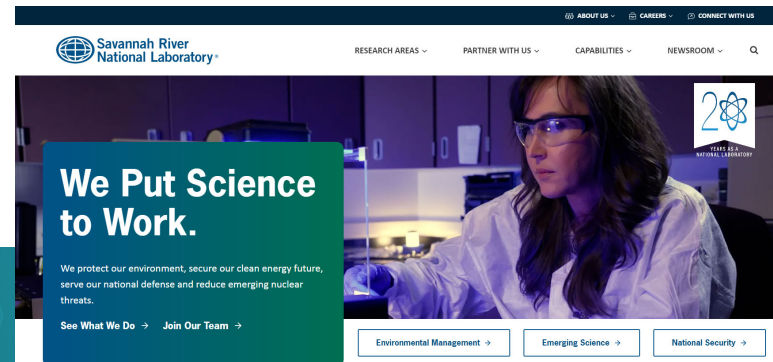 ABOUT US
CAREERS
CONNECT WITH US
Savannah River
National Laboratory®
RESEARCH AREAS
PARTNER WITH US
CAPABILITIES
NEWSROOM
20
YEARS AS A
NATIONAL LABORATORY
We Put Science
to Work.
We protect our environment, secure our clean energy future,
serve our national defense and reduce emerging nuclear
threats.
See What We Do → Join Our Team →
Environmental Management →
Emerging Science →
National Security →